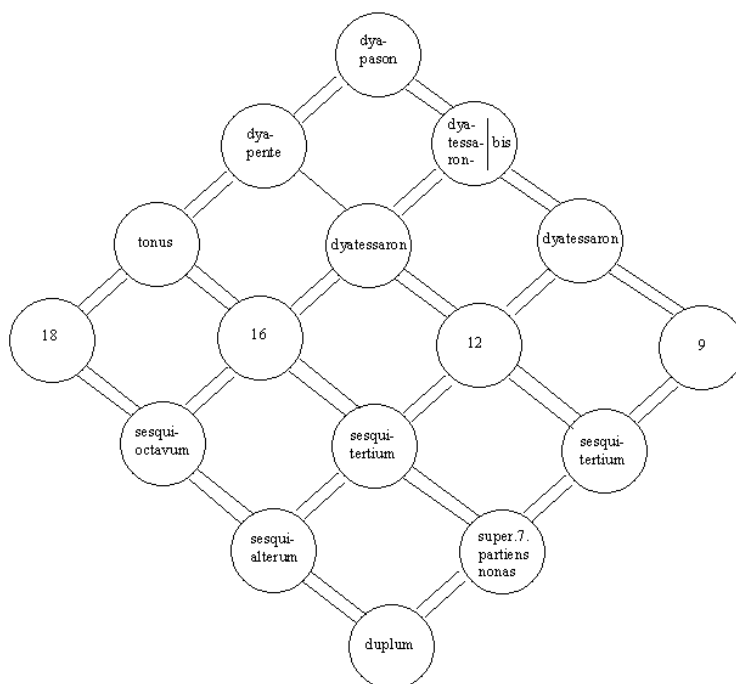 dya-
pason
dya-
pente
dya-
tessa-
ron-
bis
tonus
dyatessaron
dyatessaron
18
16
12
9
sesqui-
octavum
sesqui-
tertium
sesqui-
tertium
sesqui-
alterum
super.7.
partiens
nonas
duplum